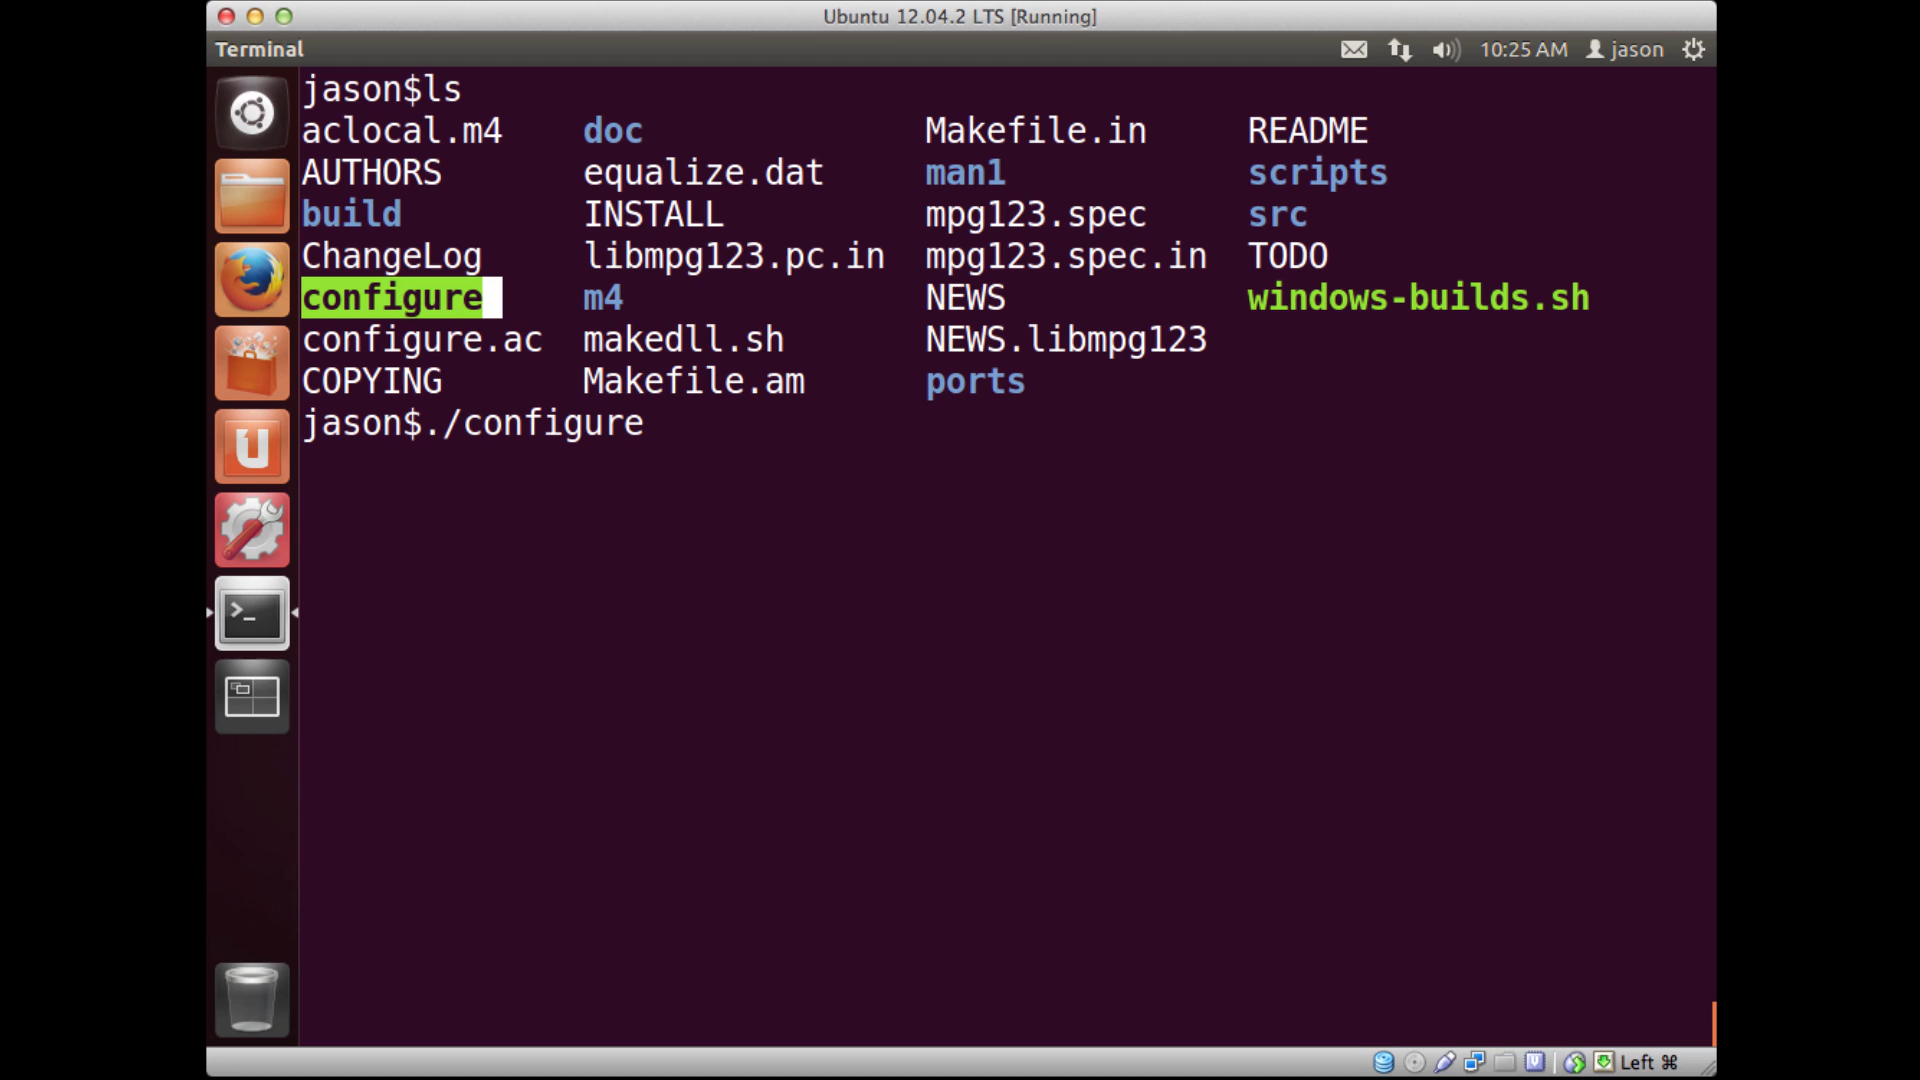 Ubuntu 12.04.2 LTS [Running]
Terminal 10:25 AM jason
jason$ls
aclocal.m4 doc Makefile.in README
AUTHORS equalize.dat man1 scripts
build INSTALL mpg123.spec src
ChangeLog libmpg123.pc.in mpg123.spec.in TODO
configure m4 NEWS windows-builds.sh
configure.ac makedll.sh NEWS.libmpg123
COPYING Makefile.am ports
jason$./configure
Left ⌘